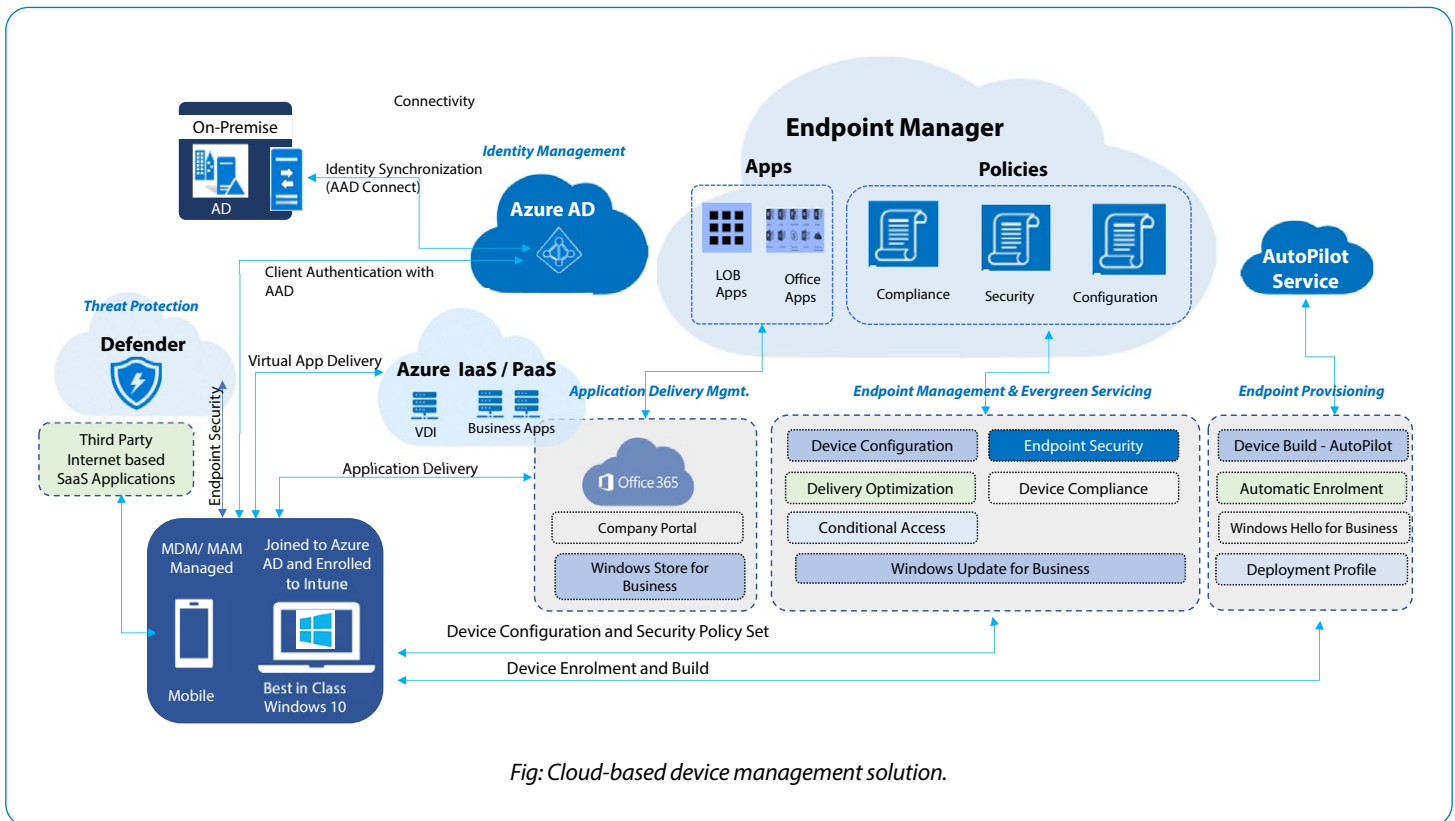 Connectivity
On-Premise
AD
Identity Synchronization
(AAD Connect)
Identity Management
Azure AD
Client Authentication with
AAD
Endpoint Manager
Apps
LOB
Apps
Office
Apps
Policies
Compliance
Security
Configuration
AutoPilot
Service
Threat Protection
Defender
Virtual App Delivery
Azure IaaS / PaaS
VDI
Business Apps
Third Party
Internet based
SaaS Applications
Endpoint Security
Application Delivery
Application Delivery Mgmt.
Office 365
Company Portal
Windows Store for
Business
Endpoint Management & Evergreen Servicing
Device Configuration
Endpoint Security
Delivery Optimization
Device Compliance
Conditional Access
Windows Update for Business
Endpoint Provisioning
Device Build - AutoPilot
Automatic Enrolment
Windows Hello for Business
Deployment Profile
MDM/ MAM
Managed
Mobile
Joined to Azure
AD and Enrolled
to Intune
Best in Class
Windows 10
Device Configuration and Security Policy Set
Device Enrolment and Build
Fig: Cloud-based device management solution.